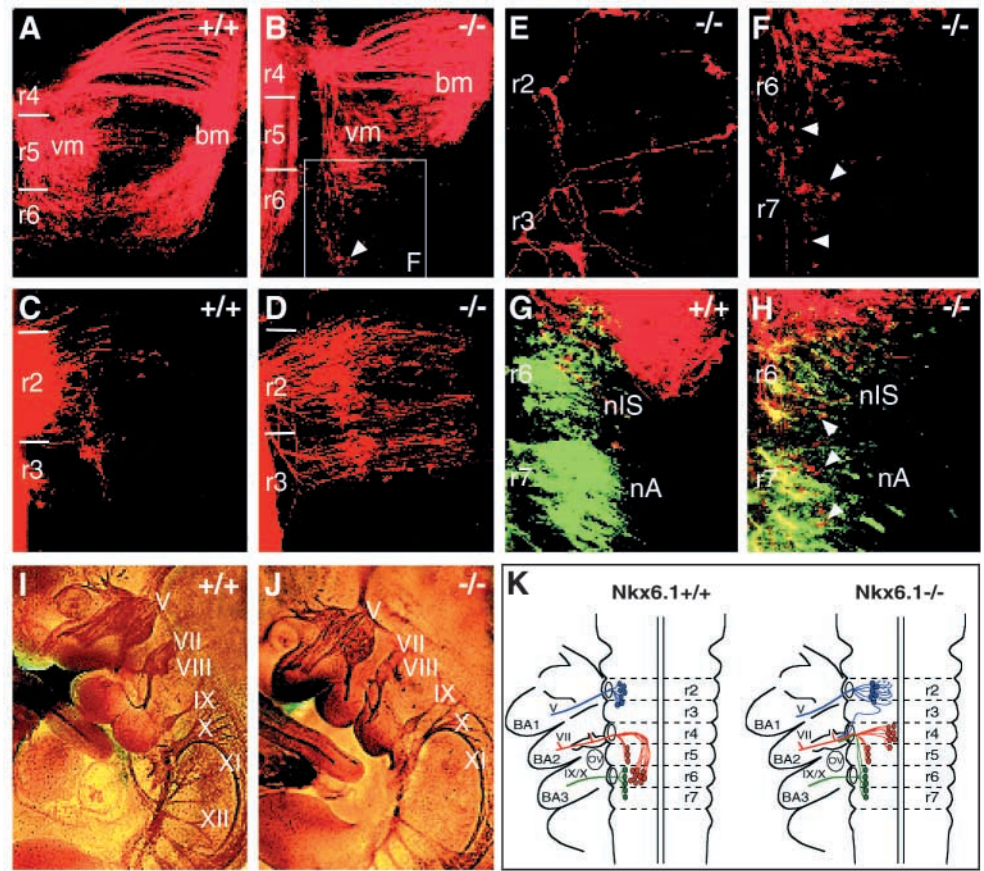 A +/+
r4
r5
r6
vm
bm
B -/-
r4
r5
r6
vm
bm
F
E -/-
r2
r3
F -/-
r6
r7
C +/+
r2
r3
D -/-
r2
r3
G +/+
r6
r7
nIS
nA
H -/-
r6
r7
nIS
nA
I +/+
V
VII
VIII
IX
X
XI
XII
J -/-
V
VII
VIII
IX
X
XI
K
Nkx6.1+/+ Nkx6.1-/-
V
BA1
VII
BA2
OV
IX/X
BA3
r2
r3
r4
r5
r6
r7
V
BA1
VII
BA2
OV
IX/X
BA3
r2
r3
r4
r5
r6
r7